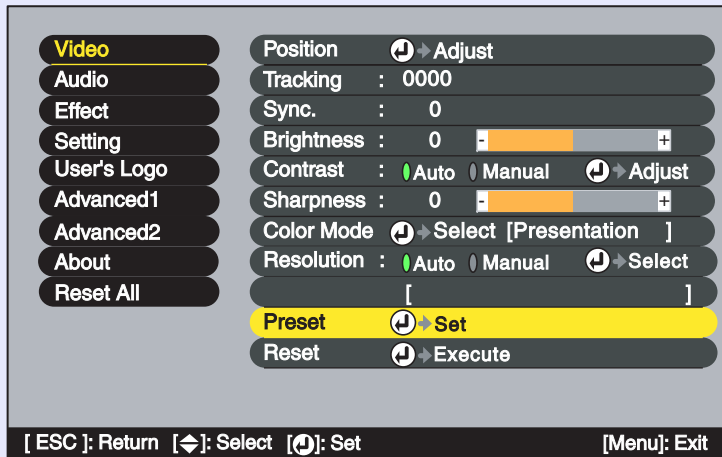 Video
Audio
Effect
Setting
User's Logo
Advanced1
Advanced2
About
Reset All
Position Adjust
Tracking : 0000
Sync. : 0
Brightness : 0 - +
Contrast : Auto Manual Adjust
Sharpness : 0 - +
Color Mode Select [Presentation ]
Resolution : Auto Manual Select
[ ]
Preset Set
Reset Execute
[ ESC ]: Return [ ]: Select [ ]: Set [Menu]: Exit